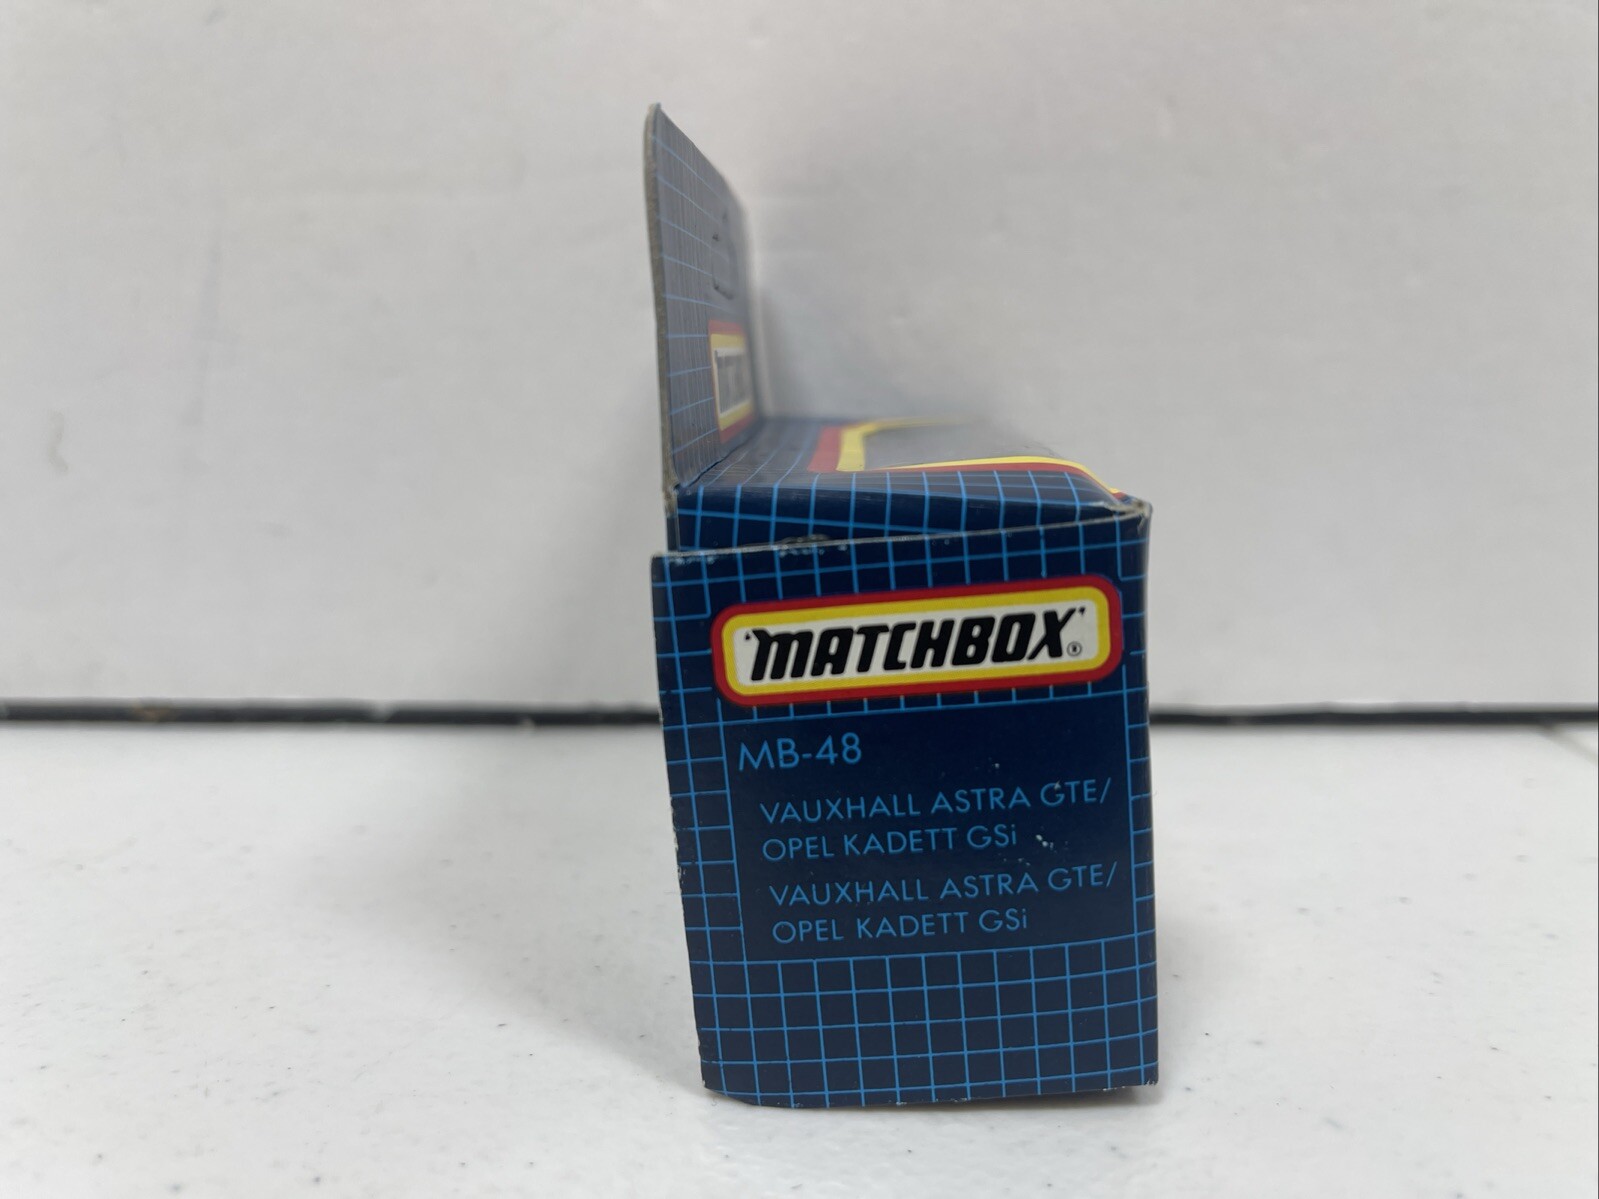 'MATCHBOX'®
MB-48
VAUXHALL ASTRA GTE/
OPEL KADETT GSi
VAUXHALL ASTRA GTE/
OPEL KADETT GSi